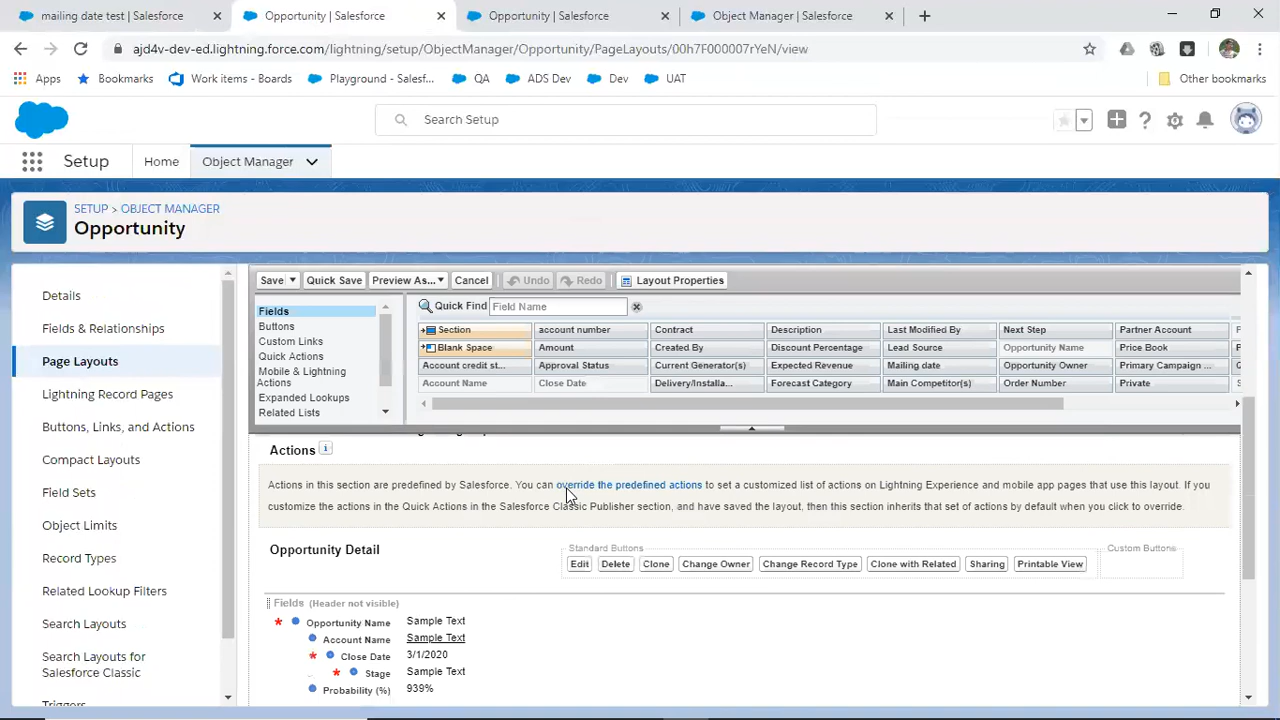 mailing date test | Salesforce
Opportunity | Salesforce
Opportunity | Salesforce
Object Manager | Salesforce
ajd4v-dev-ed.lightning.force.com/lightning/setup/ObjectManager/Opportunity/PageLayouts/00h7F000007rYeN/view
Apps Bookmarks Work items - Boards Playground - Salesf... QA ADS Dev Dev UAT Other bookmarks
Search Setup
Setup Home Object Manager
SETUP > OBJECT MANAGER
Opportunity
Details
Fields & Relationships
Page Layouts
Lightning Record Pages
Buttons, Links, and Actions
Compact Layouts
Field Sets
Object Limits
Record Types
Related Lookup Filters
Search Layouts
Search Layouts for
Salesforce Classic
Triggers
Save Quick Save Preview As... Cancel Undo Redo Layout Properties
Fields
Buttons
Custom Links
Quick Actions
Mobile & Lightning
Actions
Expanded Lookups
Related Lists
Quick Find Field Name
Section account number Contract Description Last Modified By Next Step Partner Account
Blank Space Amount Created By Discount Percentage Lead Source Opportunity Name Price Book
Account credit st... Approval Status Current Generator(s) Expected Revenue Mailing date Opportunity Owner Primary Campaign ...
Account Name Close Date Delivery/Installa... Forecast Category Main Competitor(s) Order Number Private
Actions i
Actions in this section are predefined by Salesforce. You can override the predefined actions to set a customized list of actions on Lightning Experience and mobile app pages that use this layout. If you
customize the actions in the Quick Actions in the Salesforce Classic Publisher section, and have saved the layout, then this section inherits that set of actions by default when you click to override.
Opportunity Detail
Standard Buttons
Edit Delete Clone Change Owner Change Record Type Clone with Related Sharing Printable View
Custom Buttons
Fields (Header not visible)
* Opportunity Name Sample Text
Account Name Sample Text
* Close Date 3/1/2020
* Stage Sample Text
Probability (%) 939%